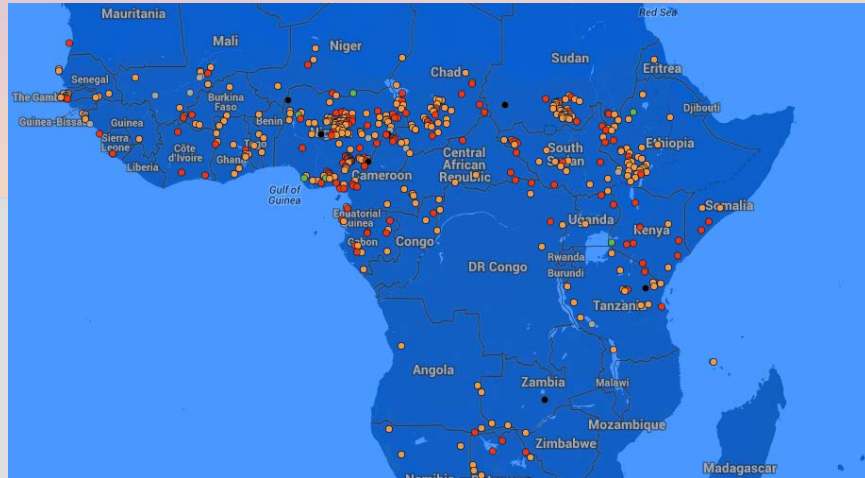 Red Sea
Mauritania
Mali
Niger
Sudan
Chad
Eritrea
Senegal
The Gambia
Burkina
Faso
Djibouti
Guinea-Bissau
Guinea
Benin
Sierra
Leone
Togo
Ethiopia
South
Sudan
Côte
d'Ivoire
Ghana
Central
African
Republic
Liberia
Cameroon
Gulf of
Guinea
Somalia
Equatorial
Guinea
Uganda
Kenya
Gabon
Congo
Rwanda
DR Congo
Burundi
Tanzania
Angola
Zambia
Malawi
Mozambique
Zimbabwe
Madagascar
Namibia